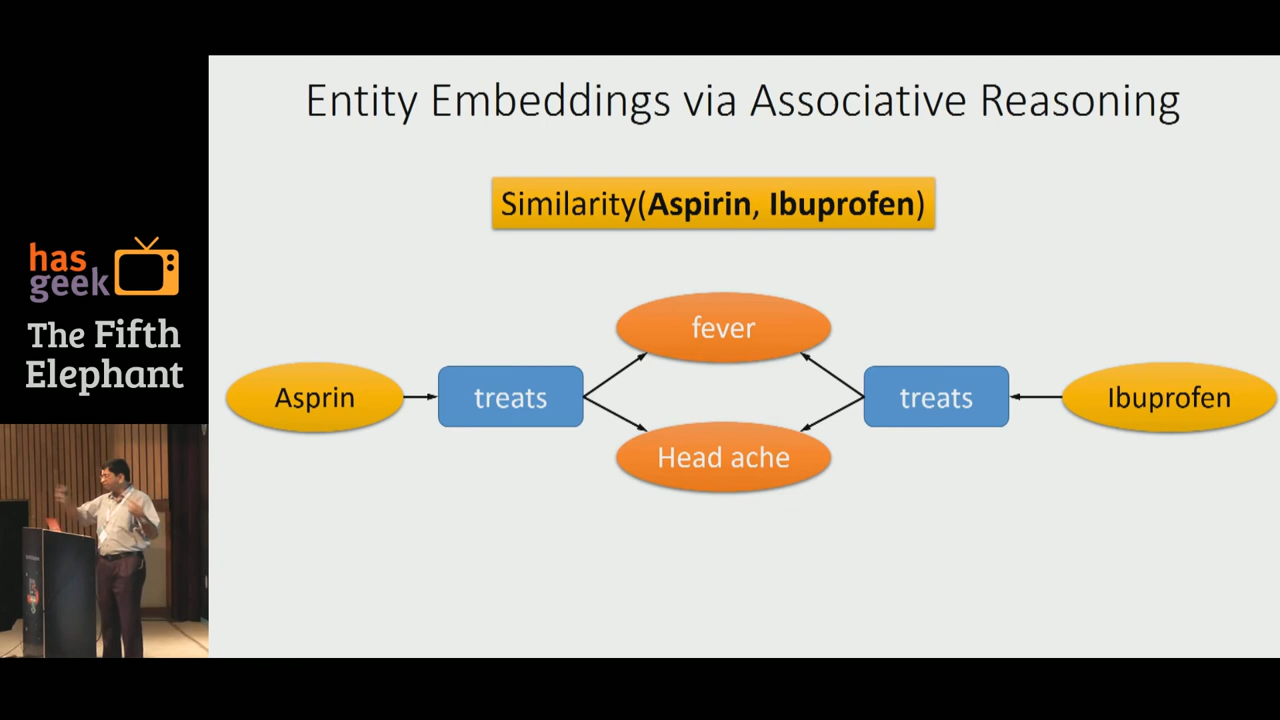 Entity Embeddings via Associative Reasoning
Similarity(Aspirin, Ibuprofen)
has
geek
The Fifth
Elephant
fever
Asprin
treats
treats
Ibuprofen
Head ache